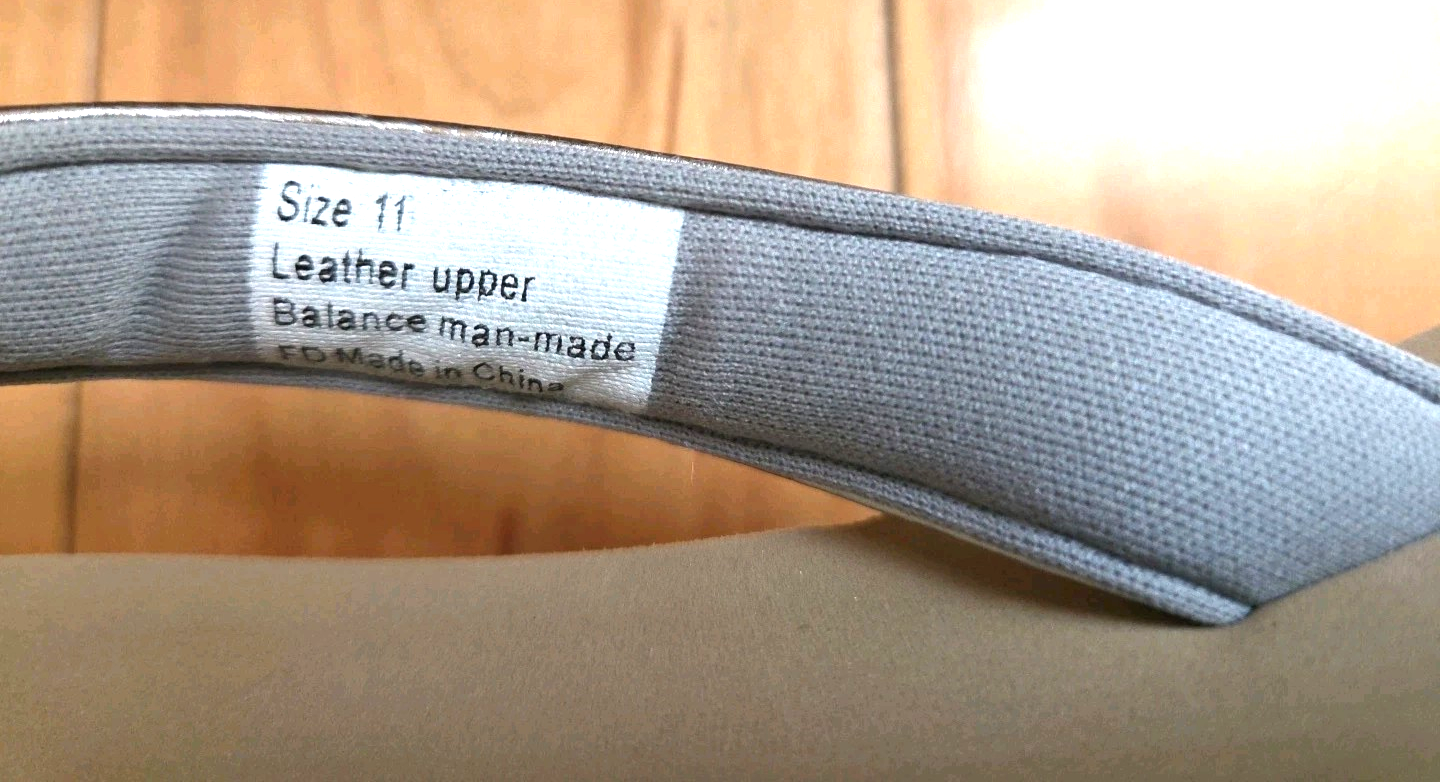 Size 11
Leather upper
Balance man-made
FD Made in China